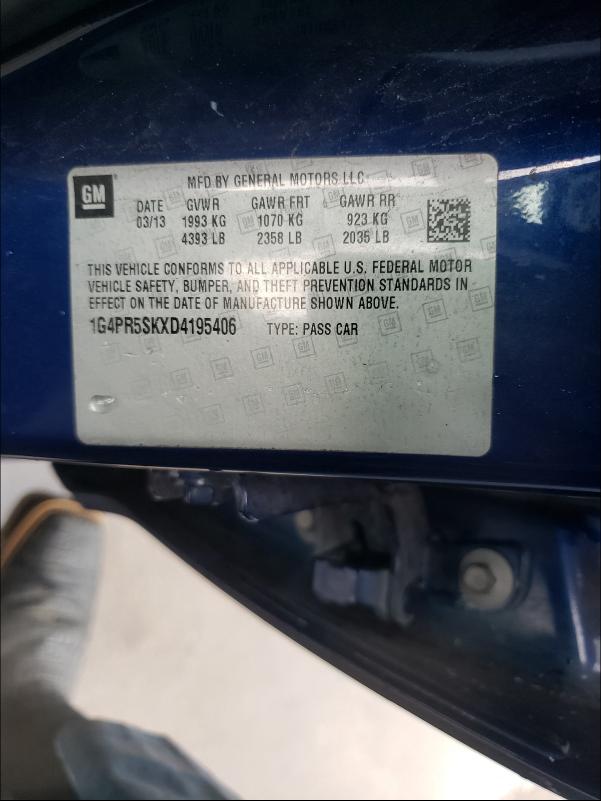 GM
MFD BY GENERAL MOTORS LLC
DATE GVWR GAWR FRT GAWR RR
03/13 1993 KG 1070 KG 923 KG
4393 LB 2358 LB 2035 LB
THIS VEHICLE CONFORMS TO ALL APPLICABLE U.S. FEDERAL MOTOR
VEHICLE SAFETY, BUMPER, AND THEFT PREVENTION STANDARDS IN
EFFECT ON THE DATE OF MANUFACTURE SHOWN ABOVE.
1G4PR5SKXD4195406 TYPE: PASS CAR